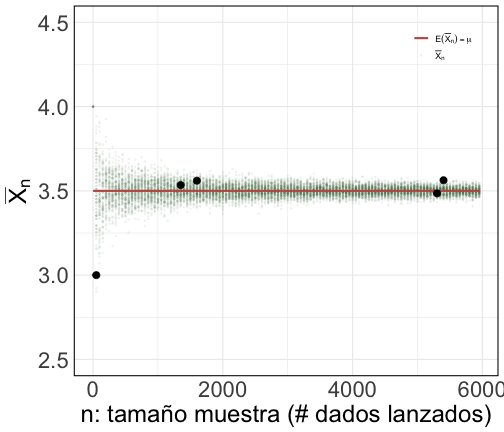 4.5
4.0
3.5
3.0
2.5
X̅n
E(X̅n) = μ
X̅n
0 2000 4000 6000
n: tamaño muestra (# dados lanzados)